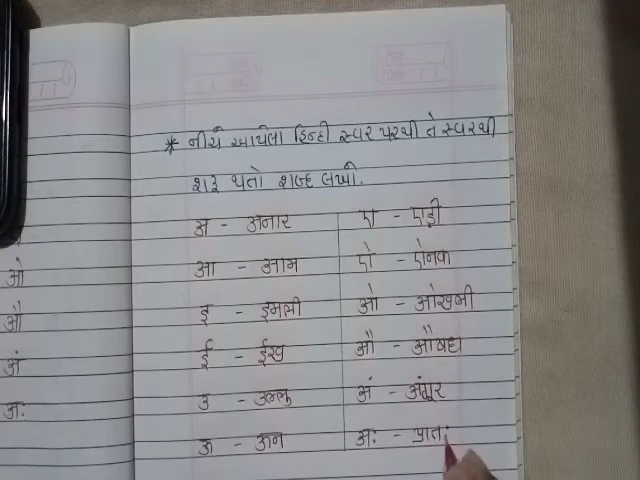 ओ
औ
अं
अः
* નીચે આપેલા હિન્દી સ્વર પરથી તે સ્વરથી
શરૂ થતો શબ્દ લખો.
अ - अनार
आ - आम
इ - इमली
ई - ईख
उ - उल्लु
ऊ - ऊन
ए - एड़ी
ऐ - ऐनक
ओ - ओखली
औ - औषध
अं - अंगूर
अः - प्रातः